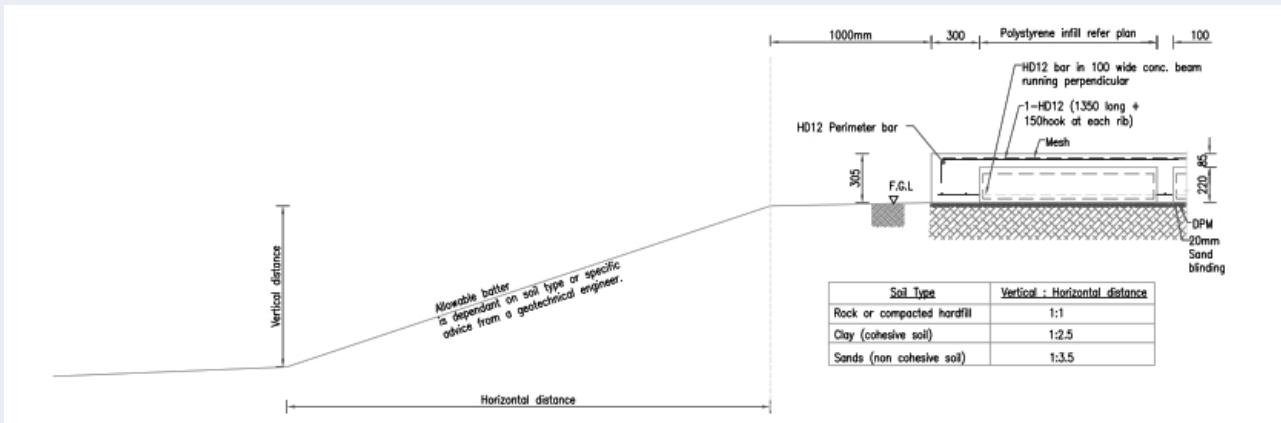 1000mm
300
Polystyrene infill refer plan
100
HD12 bar in 100 wide conc. beam
running perpendicular
1-HD12 (1350 long +
150hook at each rib)
HD12 Perimeter bar
Mesh
305
85
220
F.G.L
DPM
20mm
Sand
blinding
Vertical distance
Allowable batter
is dependant on soil type or specific
advice from a geotechnical engineer.
Horizontal distance
Soil Type Vertical : Horizontal distance
Rock or compacted hardfill 1:1
Clay (cohesive soil) 1:2.5
Sands (non cohesive soil) 1:3.5